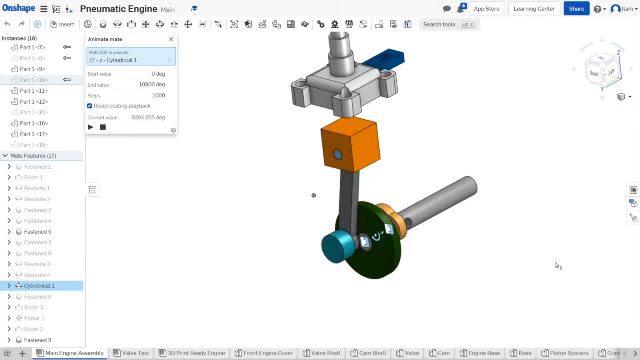 Onshape
Pneumatic Engine Main
App Store
Learning Center
Share
Insert
Search tools...
Instances (16)
Part 1 <7>
Part 1 <8>
Part 1 <9>
Part 1 <10>
Part 1 <11>
Part 1 <12>
Part 1 <15>
Part 1 <16>
Part 1 <17>
Part 1 <18>
Mate Features (17)
Fastened 1
Slider 1
Revolute 1
Revolute 2
Fastened 2
Fastened 4
Fastened 5
Fastened 3
Fastened 6
Revolute 3
Revolute 4
Cylindrical 1
Fastened 8
Slider 3
Planar 1
Slider 2
Fastened 9
Animate mate
Mate DOF to animate
z - Cylindrical 1
Start value 0 deg
End value 10800 deg
Steps 1000
Reciprocating playback
Current value 9264.865 deg
Main Engine Assembly
Valve Test
3D Print Ready Engine
Front Engine Cover
Valve Shaft
Cam Shaft
Valve
Cam
Engine Base
Piston Spacers